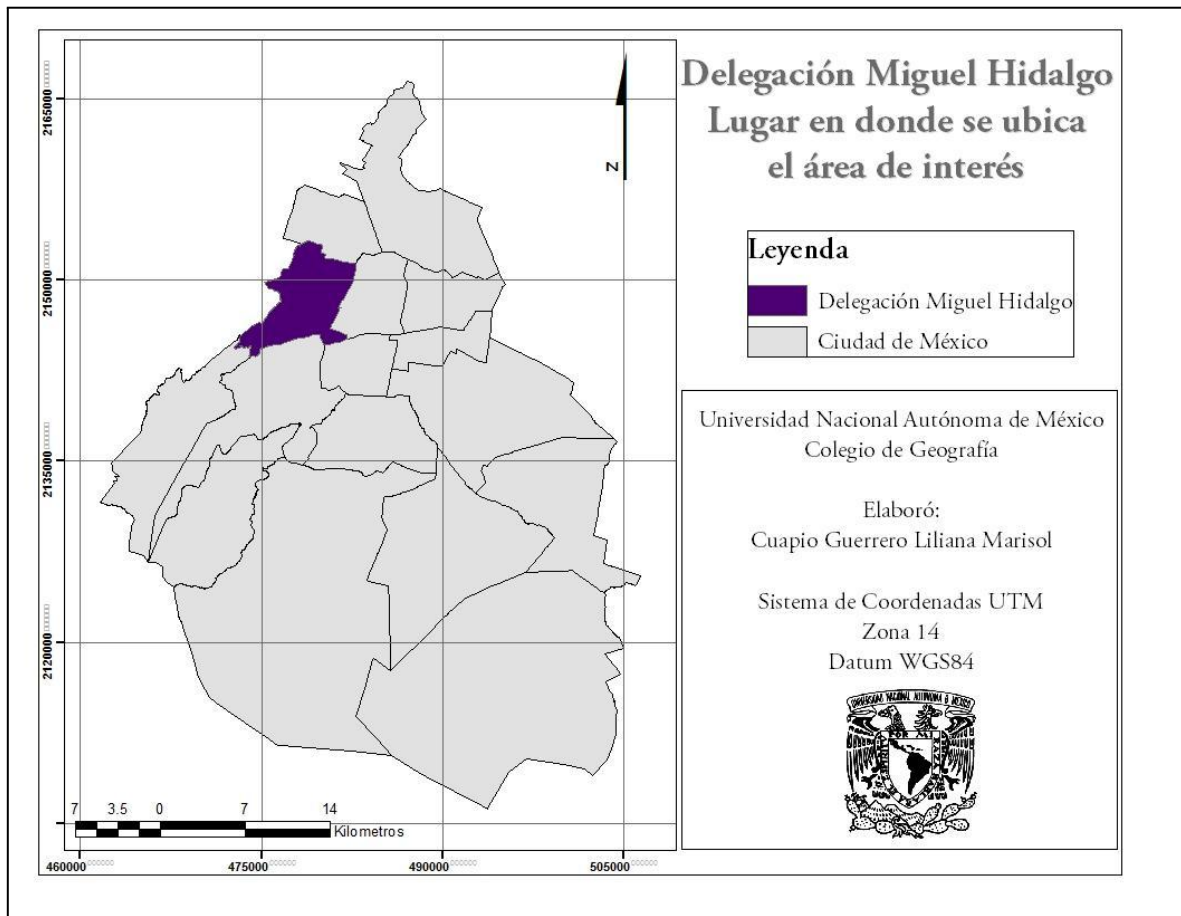 Delegación Miguel Hidalgo
Lugar en donde se ubica
el área de interés
Leyenda
Delegación Miguel Hidalgo
Ciudad de México
Universidad Nacional Autónoma de México
Colegio de Geografía
Elaboró:
Cuapio Guerrero Liliana Marisol
Sistema de Coordenadas UTM
Zona 14
Datum WGS84
N
2165000
2150000
2135000
2120000
7 3.5 0 7 14
Kilometros
460000 475000 490000 505000